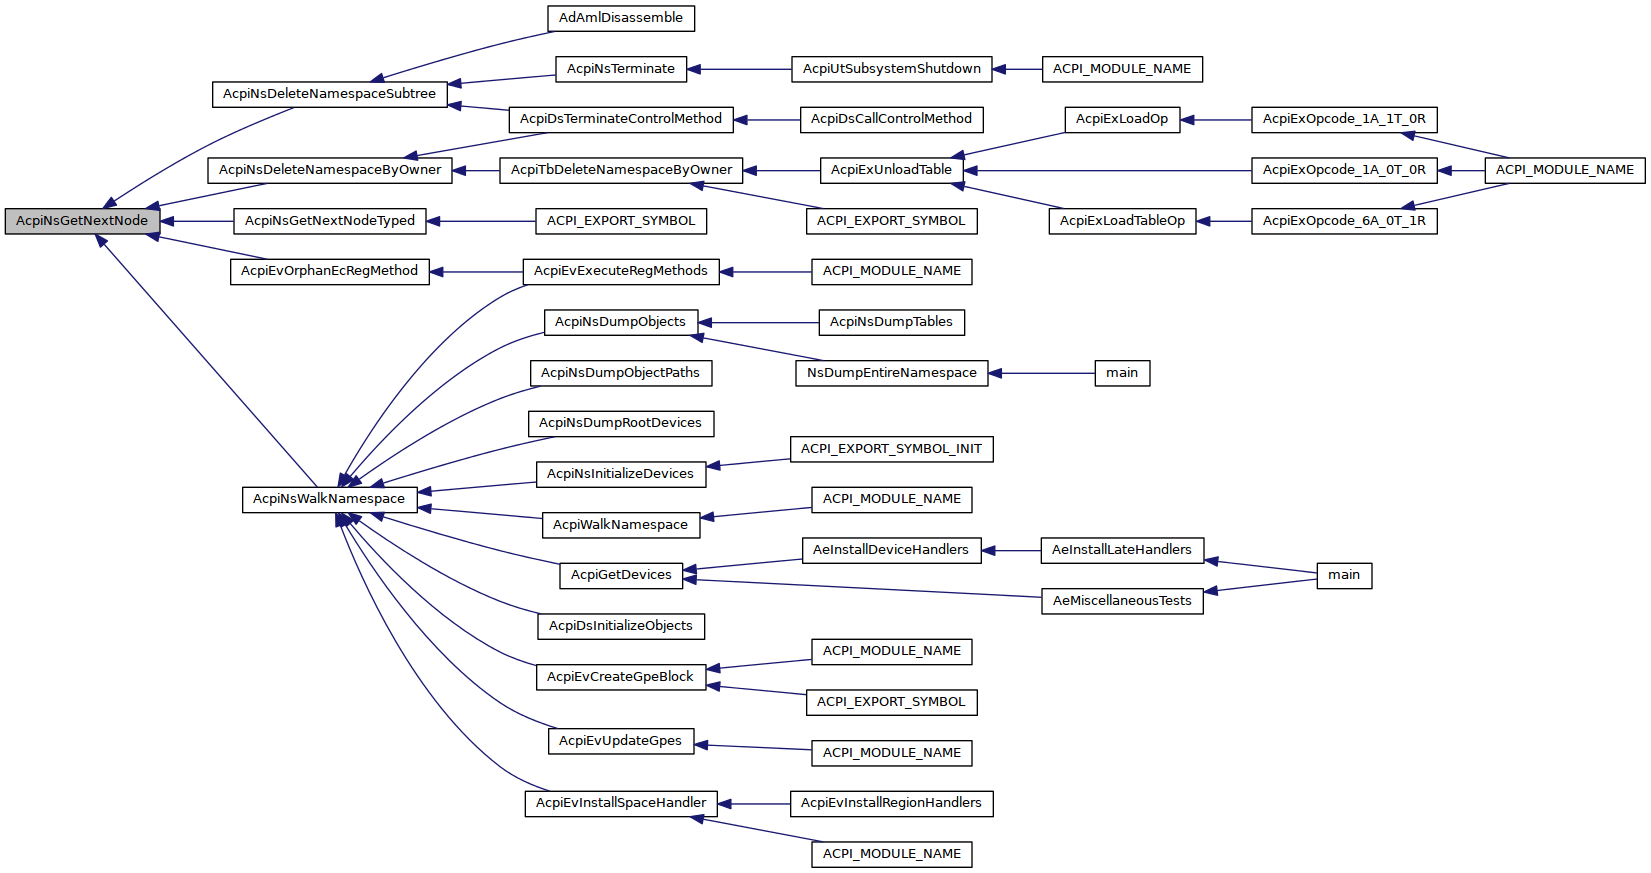 AdAmlDisassemble
AcpiNsTerminate
AcpiUtSubsystemShutdown
ACPI_MODULE_NAME
AcpiNsDeleteNamespaceSubtree
AcpiDsTerminateControlMethod
AcpiDsCallControlMethod
AcpiExLoadOp
AcpiExOpcode_1A_1T_0R
AcpiNsDeleteNamespaceByOwner
AcpiTbDeleteNamespaceByOwner
AcpiExUnloadTable
AcpiExOpcode_1A_0T_0R
ACPI_MODULE_NAME
AcpiNsGetNextNode
AcpiNsGetNextNodeTyped
ACPI_EXPORT_SYMBOL
ACPI_EXPORT_SYMBOL
AcpiExLoadTableOp
AcpiExOpcode_6A_0T_1R
AcpiEvOrphanEcRegMethod
AcpiEvExecuteRegMethods
ACPI_MODULE_NAME
AcpiNsDumpObjects
AcpiNsDumpTables
AcpiNsDumpObjectPaths
NsDumpEntireNamespace
main
AcpiNsDumpRootDevices
ACPI_EXPORT_SYMBOL_INIT
AcpiNsInitializeDevices
AcpiNsWalkNamespace
ACPI_MODULE_NAME
AcpiWalkNamespace
AeInstallDeviceHandlers
AeInstallLateHandlers
AcpiGetDevices
main
AeMiscellaneousTests
AcpiDsInitializeObjects
ACPI_MODULE_NAME
AcpiEvCreateGpeBlock
ACPI_EXPORT_SYMBOL
AcpiEvUpdateGpes
ACPI_MODULE_NAME
AcpiEvInstallSpaceHandler
AcpiEvInstallRegionHandlers
ACPI_MODULE_NAME